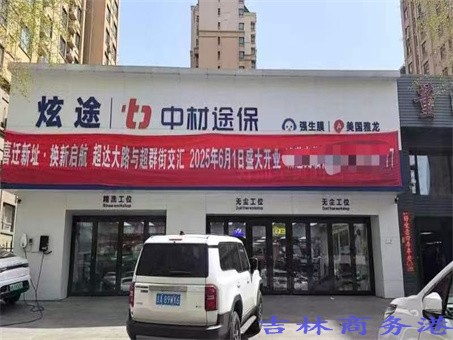 炫途 中材途保 强生膜 美国雅龙
喜迁新址·换新启航 超达大路与超群街交汇 2025年6月1日盛大开业
精洗工位 无尘工位 无尘工位
吉林商务港